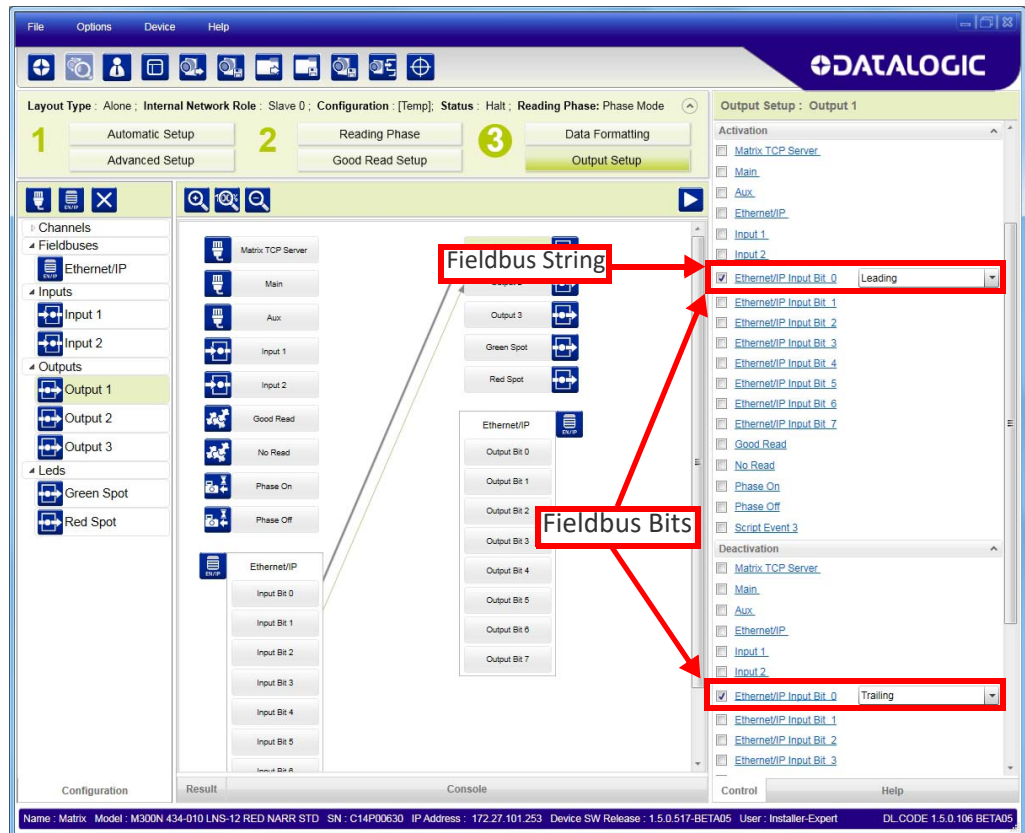 File Options Device Help
DATALOGIC
Layout Type : Alone ; Internal Network Role : Slave 0 ; Configuration : [Temp]; Status : Halt ; Reading Phase: Phase Mode
1
Automatic Setup
Advanced Setup
2
Reading Phase
Good Read Setup
3
Data Formatting
Output Setup
EN/IP
100%
Channels
Fieldbuses
EN/IP
Ethernet/IP
Inputs
Input 1
Input 2
Outputs
Output 1
Output 2
Output 3
Leds
Green Spot
Red Spot
Configuration
Matrix TCP Server
Main
Aux
Input 1
Input 2
Good Read
No Read
Phase On
Phase Off
EN/IP
Ethernet/IP
Input Bit 0
Input Bit 1
Input Bit 2
Input Bit 3
Input Bit 4
Input Bit 5
Input Bit 6
Fieldbus String
Output 3
Green Spot
Red Spot
Ethernet/IP
EN/IP
Output Bit 0
Output Bit 1
Output Bit 2
Output Bit 3
Output Bit 4
Output Bit 5
Output Bit 6
Output Bit 7
Fieldbus Bits
Result
Console
Output Setup : Output 1
Activation
Matrix TCP Server
Main
Aux
Ethernet/IP
Input 1
Input 2
Ethernet/IP Input Bit 0 Leading
Ethernet/IP Input Bit 1
Ethernet/IP Input Bit 2
Ethernet/IP Input Bit 3
Ethernet/IP Input Bit 4
Ethernet/IP Input Bit 5
Ethernet/IP Input Bit 6
Ethernet/IP Input Bit 7
Good Read
No Read
Phase On
Phase Off
Script Event 3
Deactivation
Matrix TCP Server
Main
Aux
Ethernet/IP
Input 1
Input 2
Ethernet/IP Input Bit 0 Trailing
Ethernet/IP Input Bit 1
Ethernet/IP Input Bit 2
Ethernet/IP Input Bit 3
Control
Help
Name : Matrix Model : M300N 434-010 LNS-12 RED NARR STD SN : C14P00630 IP Address : 172.27.101.253 Device SW Release : 1.5.0.517-BETA05 User : Installer-Expert DL.CODE 1.5.0.106 BETA05